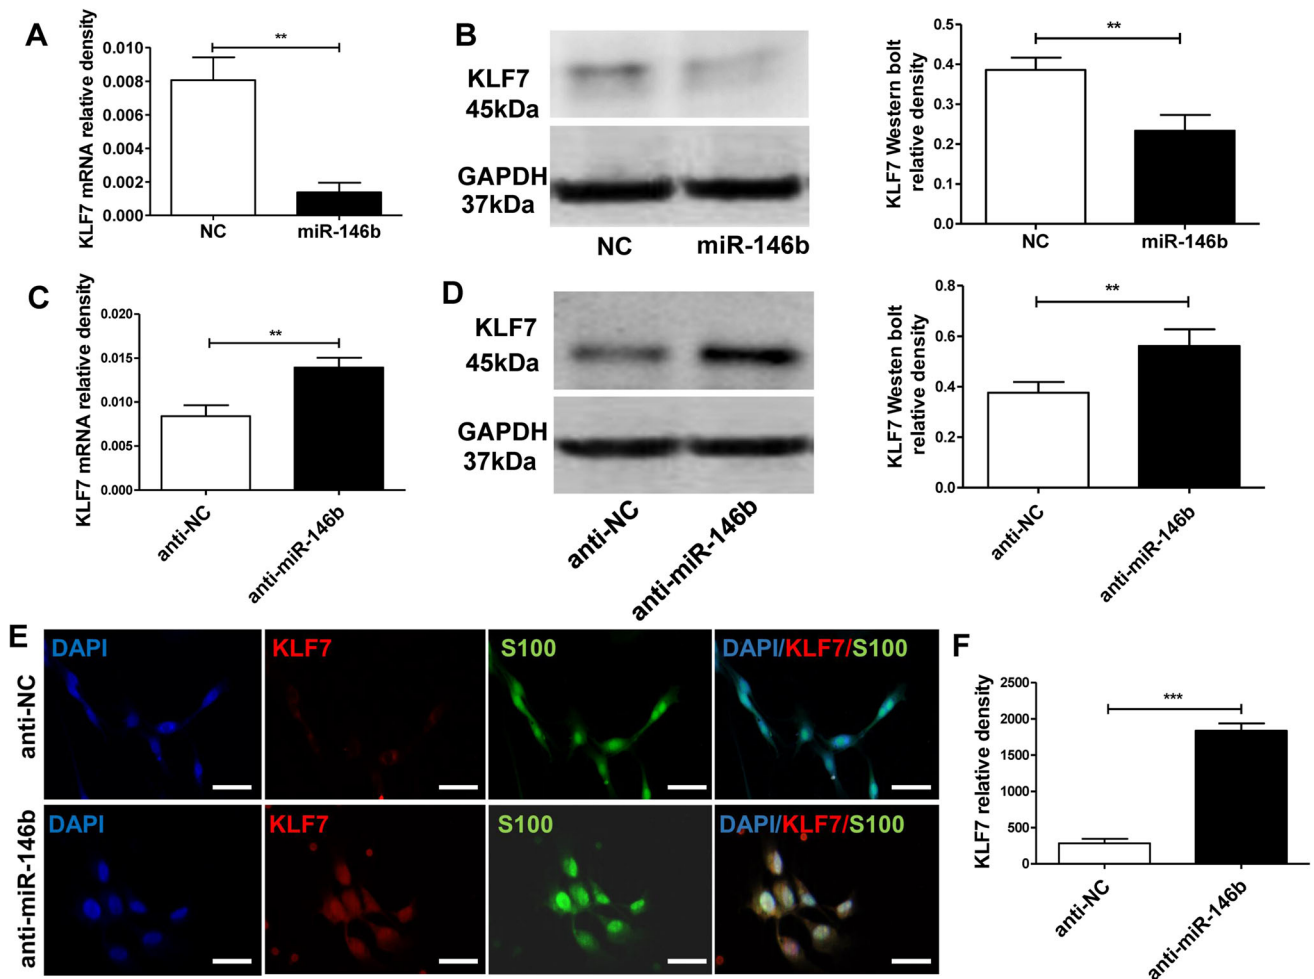 A
KLF7 mRNA relative density
0.010
0.008
0.006
0.004
0.002
0.000
**
NC
miR-146b
B
KLF7
45kDa
GAPDH
37kDa
NC
miR-146b
KLF7 Western bolt
relative density
0.5
0.4
0.3
0.2
0.1
0.0
**
NC
miR-146b
C
KLF7 mRNA relative density
0.020
0.015
0.010
0.005
0.000
**
anti-NC
anti-miR-146b
D
KLF7
45kDa
GAPDH
37kDa
anti-NC
anti-miR-146b
KLF7 Westen bolt
relative density
0.8
0.6
0.4
0.2
0.0
**
anti-NC
anti-miR-146b
E
anti-NC
DAPI
KLF7
S100
DAPI/KLF7/S100
anti-miR-146b
DAPI
KLF7
S100
DAPI/KLF7/S100
F
KLF7 relative density
2500
2000
1500
1000
500
0
***
anti-NC
anti-miR-146b